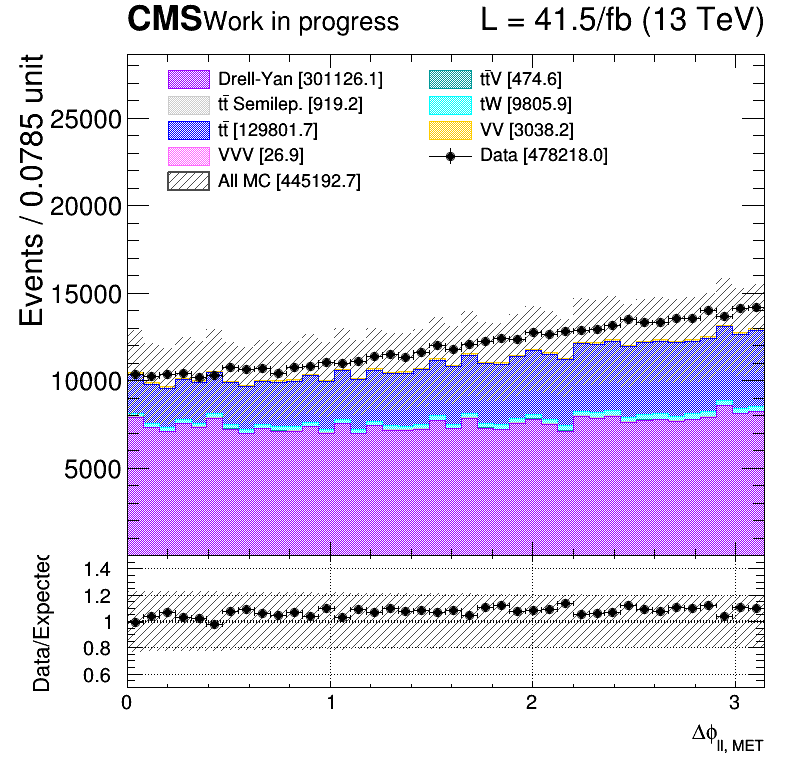 CMS Work in progress L = 41.5/fb (13 TeV)
Events / 0.0785 unit
Drell-Yan [301126.1]
tt̄ Semilep. [919.2]
tt̄ [129801.7]
VVV [26.9]
All MC [445192.7]
tt̄V [474.6]
tW [9805.9]
VV [3038.2]
Data [478218.0]
25000
20000
15000
10000
5000
Data/Expected
1.4
1.2
1
0.8
0.6
0 1 2 3
Δϕll, MET